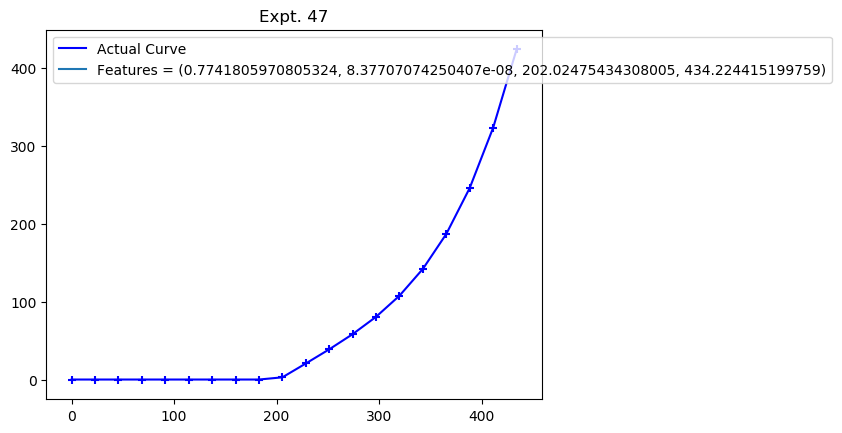 Expt. 47
Actual Curve
Features = (0.7741805970805324, 8.37707074250407e-08, 202.02475434308005, 434.224415199759)
400
300
200
100
0
0 100 200 300 400